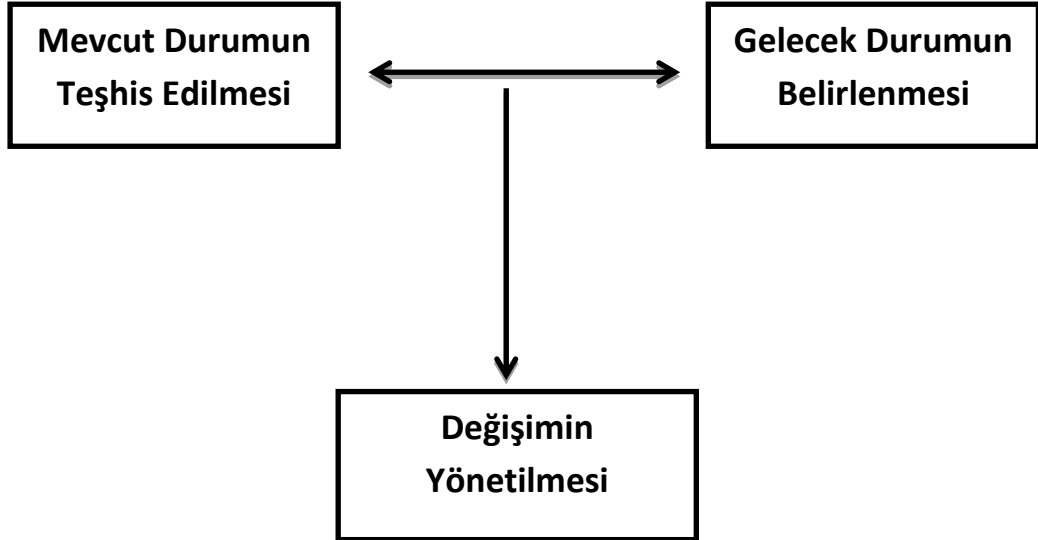 Mevcut Durumun
Teşhis Edilmesi
Gelecek Durumun
Belirlenmesi
Değişimin
Yönetilmesi